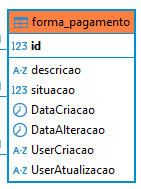 forma_pagamento
123 id
A-Z descricao
123 situacao
DataCriacao
DataAlteracao
A-Z UserCriacao
A-Z UserAtualizacao